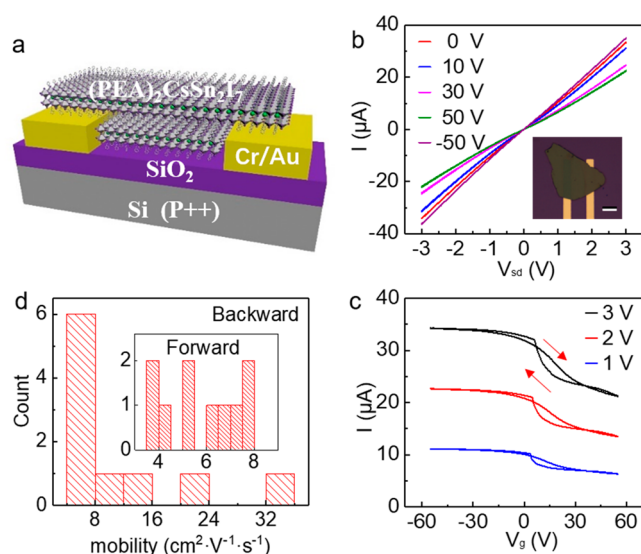 a
(PEA)2CsSn2I7
Cr/Au
SiO2
Si (P++)
b
40
20
0
-20
-40
I (μA)
0 V
10 V
30 V
50 V
-50 V
-3 -2 -1 0 1 2 3
Vsd (V)
d
6
4
2
0
Count
Backward
Forward
2
1
0
4 6 8
8 16 24 32
mobility (cm2·V-1·s-1)
c
40
30
20
10
0
I (μA)
3 V
2 V
1 V
-60 -30 0 30 60
Vg (V)